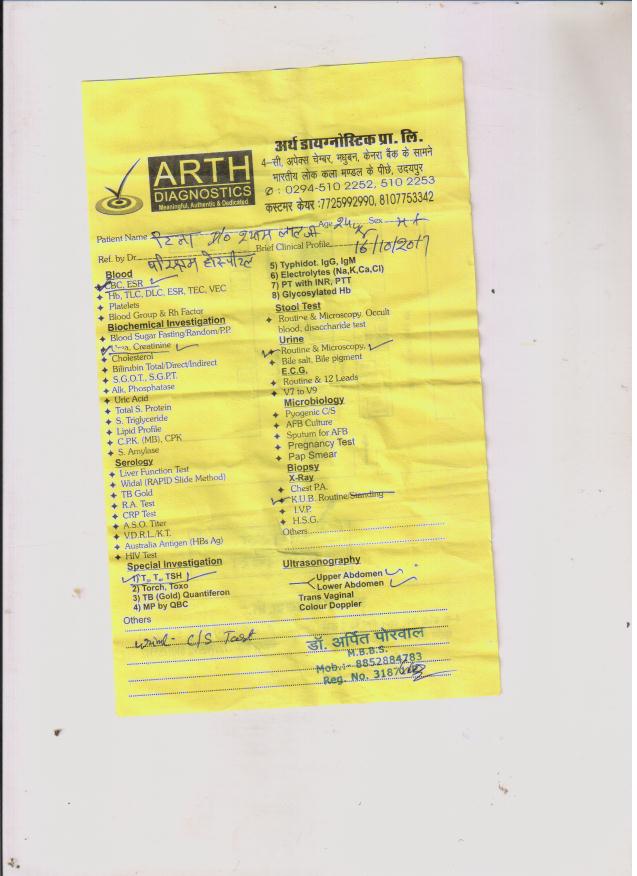 अर्थ डायग्नोस्टिक प्रा. लि.
4–सी, अपेक्स चेम्बर, मधुबन, केनरा बैंक के सामने
भारतीय लोक कला मण्डल के पीछे, उदयपुर
✆ : 0294-510 2252, 510 2253
कस्टमर केयर :7725992990, 8107753342
ARTH
DIAGNOSTICS
Meaningful, Authentic & Dedicated
Patient Name D/o श्याम लाल जी Age 24 Sex
Ref. by Dr. हॉस्पीटल Brief Clinical Profile 16/10/2017
Blood
CBC, ESR
Hb, TLC, DLC, ESR, TEC, VEC
Platelets
Blood Group & Rh Factor
Biochemical Investigation
Blood Sugar Fasting/Random/P.P.
Urea, Creatinine
Cholesterol
Bilirubin Total/Direct/Indirect
S.G.O.T., S.G.P.T.
Alk. Phosphatase
Uric Acid
Total S. Protein
S. Triglyceride
Lipid Profile
C.P.K. (MB), CPK
S. Amylase
Serology
Liver Function Test
Widal (RAPID Slide Method)
TB Gold
R.A. Test
CRP Test
A.S.O. Titer
V.D.R.L./K.T.
Australia Antigen (HBs Ag)
HIV Test
Special Investigation
1) T₃, T₄, TSH
2) Torch, Toxo
3) TB (Gold) Quantiferon
4) MP by QBC
Others
5) Typhidot. IgG, IgM
6) Electrolytes (Na,K,Ca,Cl)
7) PT with INR, PTT
8) Glycosylated Hb
Stool Test
Routine & Microscopy, Occult
blood, disaccharide test
Urine
Routine & Microscopy,
Bile salt, Bile pigment
E.C.G.
Routine & 12 Leads
V7 to V9
Microbiology
Pyogenic C/S
AFB Culture
Sputum for AFB
Pregnancy Test
Pap Smear
Biopsy
X-Ray
Chest P.A.
K.U.B. Routine/Standing
I.V.P.
H.S.G.
Others
Ultrasonography
Upper Abdomen
Lower Abdomen
Trans Vaginal
Colour Doppler
C/S Test
डॉ. अर्पित पोरवाल
M.B.B.S.
Mob.:- 8852884783
Reg. No.